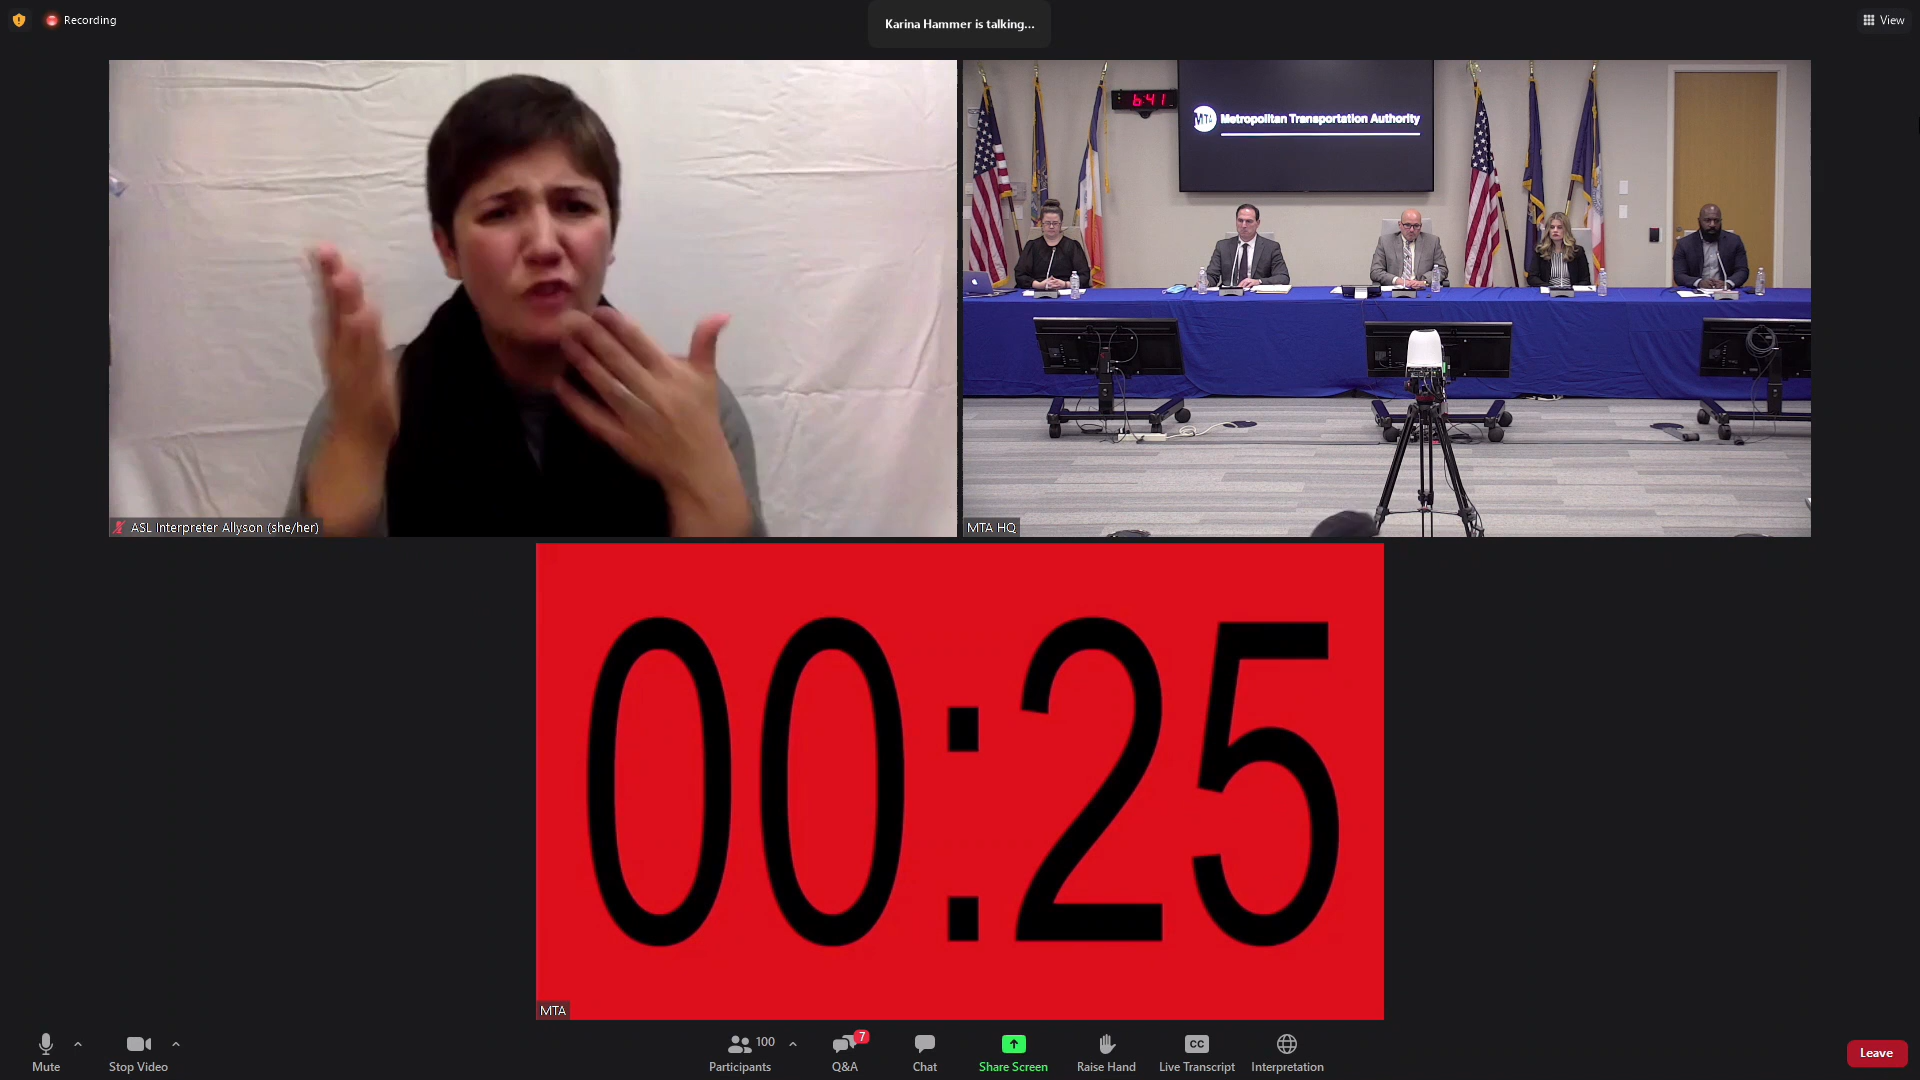 Recording
Karina Hammer is talking...
View
6:41
MTA Metropolitan Transportation Authority
ASL Interpreter Allyson (she/her)
MTA HQ
00:25
MTA
Mute
Stop Video
Participants 100
Q&A 7
Chat
Share Screen
Raise Hand
CC
Live Transcript
Interpretation
Leave